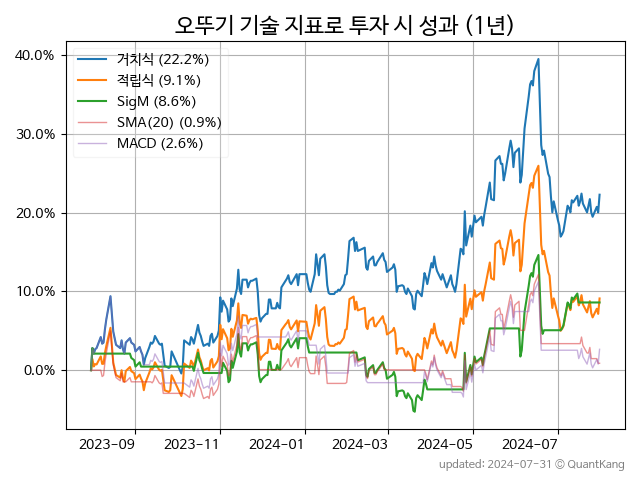 오뚜기 기술 지표로 투자 시 성과 (1년)
40.0%
30.0%
20.0%
10.0%
0.0%
거치식 (22.2%)
적립식 (9.1%)
SigM (8.6%)
SMA(20) (0.9%)
MACD (2.6%)
2023-09 2023-11 2024-01 2024-03 2024-05 2024-07
updated: 2024-07-31 © QuantKang